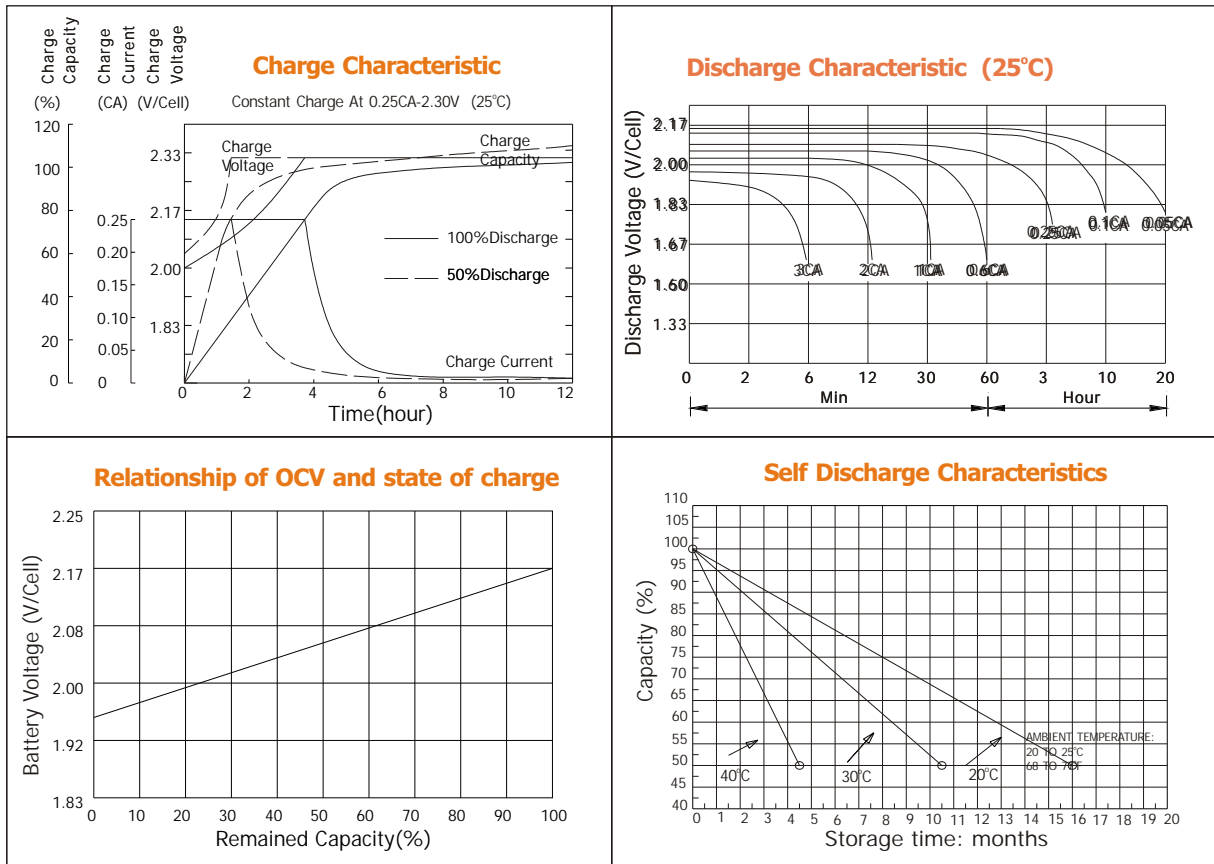 Charge Capacity
Charge Current
Charge Voltage
(%)
(CA)
(V/Cell)
Charge Characteristic
Constant Charge At 0.25CA-2.30V (25°C)
120
100
80
60
40
20
0
0.25
0.20
0.15
0.10
0.05
0
2.33
2.17
2.00
1.83
Charge Voltage
Charge Capacity
100%Discharge
50%Discharge
Charge Current
0 2 4 6 8 10 12
Time(hour)
Discharge Characteristic (25°C)
Discharge Voltage (V/Cell)
2.17
2.00
1.83
1.67
1.60
1.33
3CA 2CA 1CA 0.6CA 0.25CA 0.1CA 0.05CA
0 2 6 12 30 60 3 10 20
Min Hour
Relationship of OCV and state of charge
Battery Voltage (V/Cell)
2.25
2.17
2.08
2.00
1.92
1.83
0 10 20 30 40 50 60 70 80 90 100
Remained Capacity(%)
Self Discharge Characteristics
Capacity (%)
110
105
100
95
90
85
80
75
70
65
60
55
50
45
40
40°C
30°C
20°C
AMBIENT TEMPERATURE:
20 TO 25°C
68 TO
0 1 2 3 4 5 6 7 8 9 10 11 12 13 14 15 16 17 18 19 20
Storage time: months